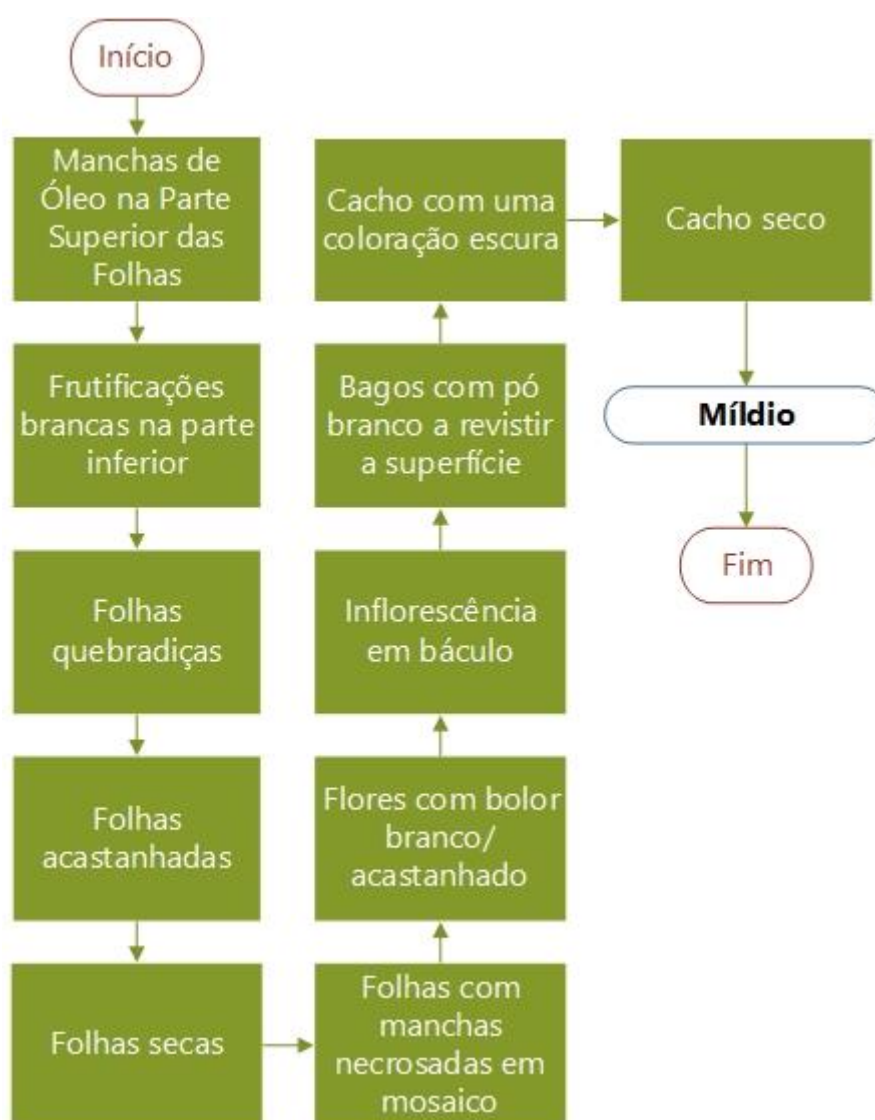 Início
Manchas de
Óleo na Parte
Superior das
Folhas
Frutificações
brancas na parte
inferior
Folhas
quebradiças
Folhas
acastanhadas
Folhas secas
Folhas com
manchas
necrosadas em
mosaico
Flores com bolor
branco/
acastanhado
Inflorescência
em báculo
Bagos com pó
branco a revistir
a superfície
Cacho com uma
coloração escura
Cacho seco
Míldio
Fim